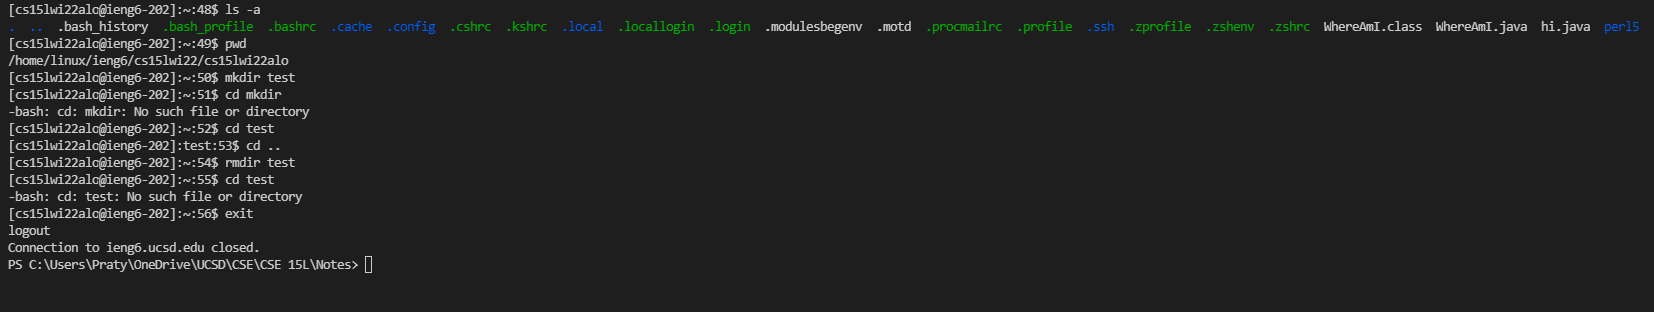 [cs15lwi22alo@ieng6-202]:~:48$ ls -a
.  ..  .bash_history  .bash_profile  .bashrc  .cache  .config  .cshrc  .kshrc  .local  .locallogin  .login  .modulesbegenv  .motd  .procmailrc  .profile  .ssh  .zprofile  .zshenv  .zshrc  WhereAmI.class  WhereAmI.java  hi.java  perl5
[cs15lwi22alo@ieng6-202]:~:49$ pwd
/home/linux/ieng6/cs15lwi22/cs15lwi22alo
[cs15lwi22alo@ieng6-202]:~:50$ mkdir test
[cs15lwi22alo@ieng6-202]:~:51$ cd mkdir
-bash: cd: mkdir: No such file or directory
[cs15lwi22alo@ieng6-202]:~:52$ cd test
[cs15lwi22alo@ieng6-202]:test:53$ cd ..
[cs15lwi22alo@ieng6-202]:~:54$ rmdir test
[cs15lwi22alo@ieng6-202]:~:55$ cd test
-bash: cd: test: No such file or directory
[cs15lwi22alo@ieng6-202]:~:56$ exit
logout
Connection to ieng6.ucsd.edu closed.
PS C:\Users\Praty\OneDrive\UCSD\CSE\CSE 15L\Notes>